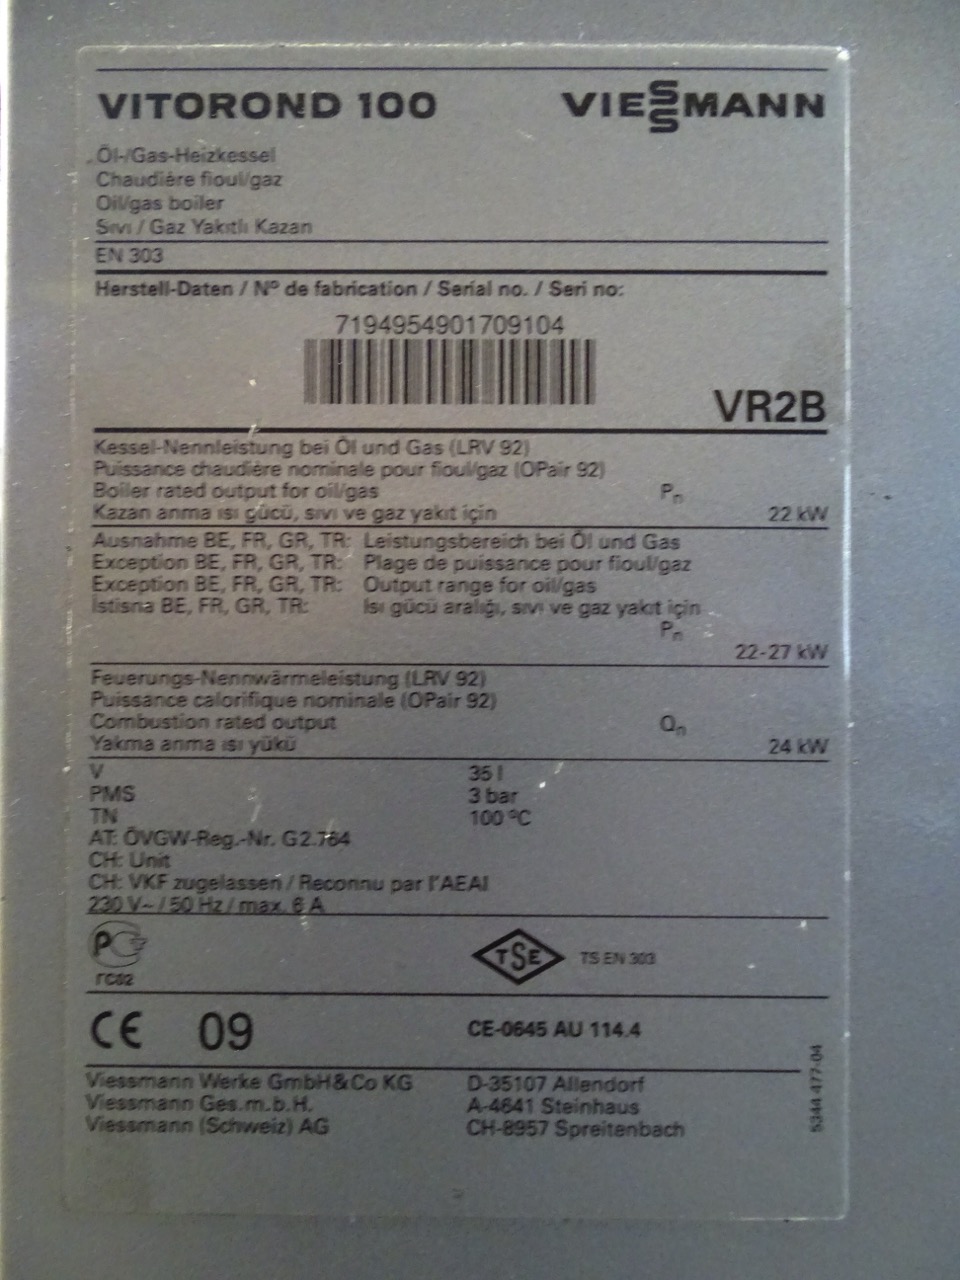 VITOROND 100 VIESSMANN
Öl-/Gas-Heizkessel
Chaudière fioul/gaz
Oil/gas boiler
Sıvı / Gaz Yakıtlı Kazan
EN 303
Herstell-Daten / Nº de fabrication / Serial no. / Seri no:
7194954901709104
VR2B
Kessel-Nennleistung bei Öl und Gas (LRV 92)
Puissance chaudière nominale pour fioul/gaz (OPair 92)
Boiler rated output for oil/gas Pn
Kazan anma ısı gücü, sıvı ve gaz yakıt için 22 kW
Ausnahme BE, FR, GR, TR: Leistungsbereich bei Öl und Gas
Exception BE, FR, GR, TR: Plage de puissance pour fioul/gaz
Exception BE, FR, GR, TR: Output range for oil/gas
İstisna BE, FR, GR, TR: Isı gücü aralığı, sıvı ve gaz yakıt için
Pn
22-27 kW
Feuerungs-Nennwärmeleistung (LRV 92)
Puissance calorifique nominale (OPair 92)
Combustion rated output Qn
Yakma anma ısı yükü 24 kW
V 35 l
PMS 3 bar
TN 100 ºC
AT: ÖVGW-Reg.-Nr. G 2.764
CH: Unit
CH: VKF zugelassen / Reconnu par l'AEAI
230 V~ / 50 Hz / max. 6 A
PC TSE TS EN 303
ГС02
CE 09 CE-0645 AU 114.4
Viessmann Werke GmbH&Co KG D-35107 Allendorf
Viessmann Ges.m.b.H. A-4641 Steinhaus
Viessmann (Schweiz) AG CH-8957 Spreitenbach
5344 477-04